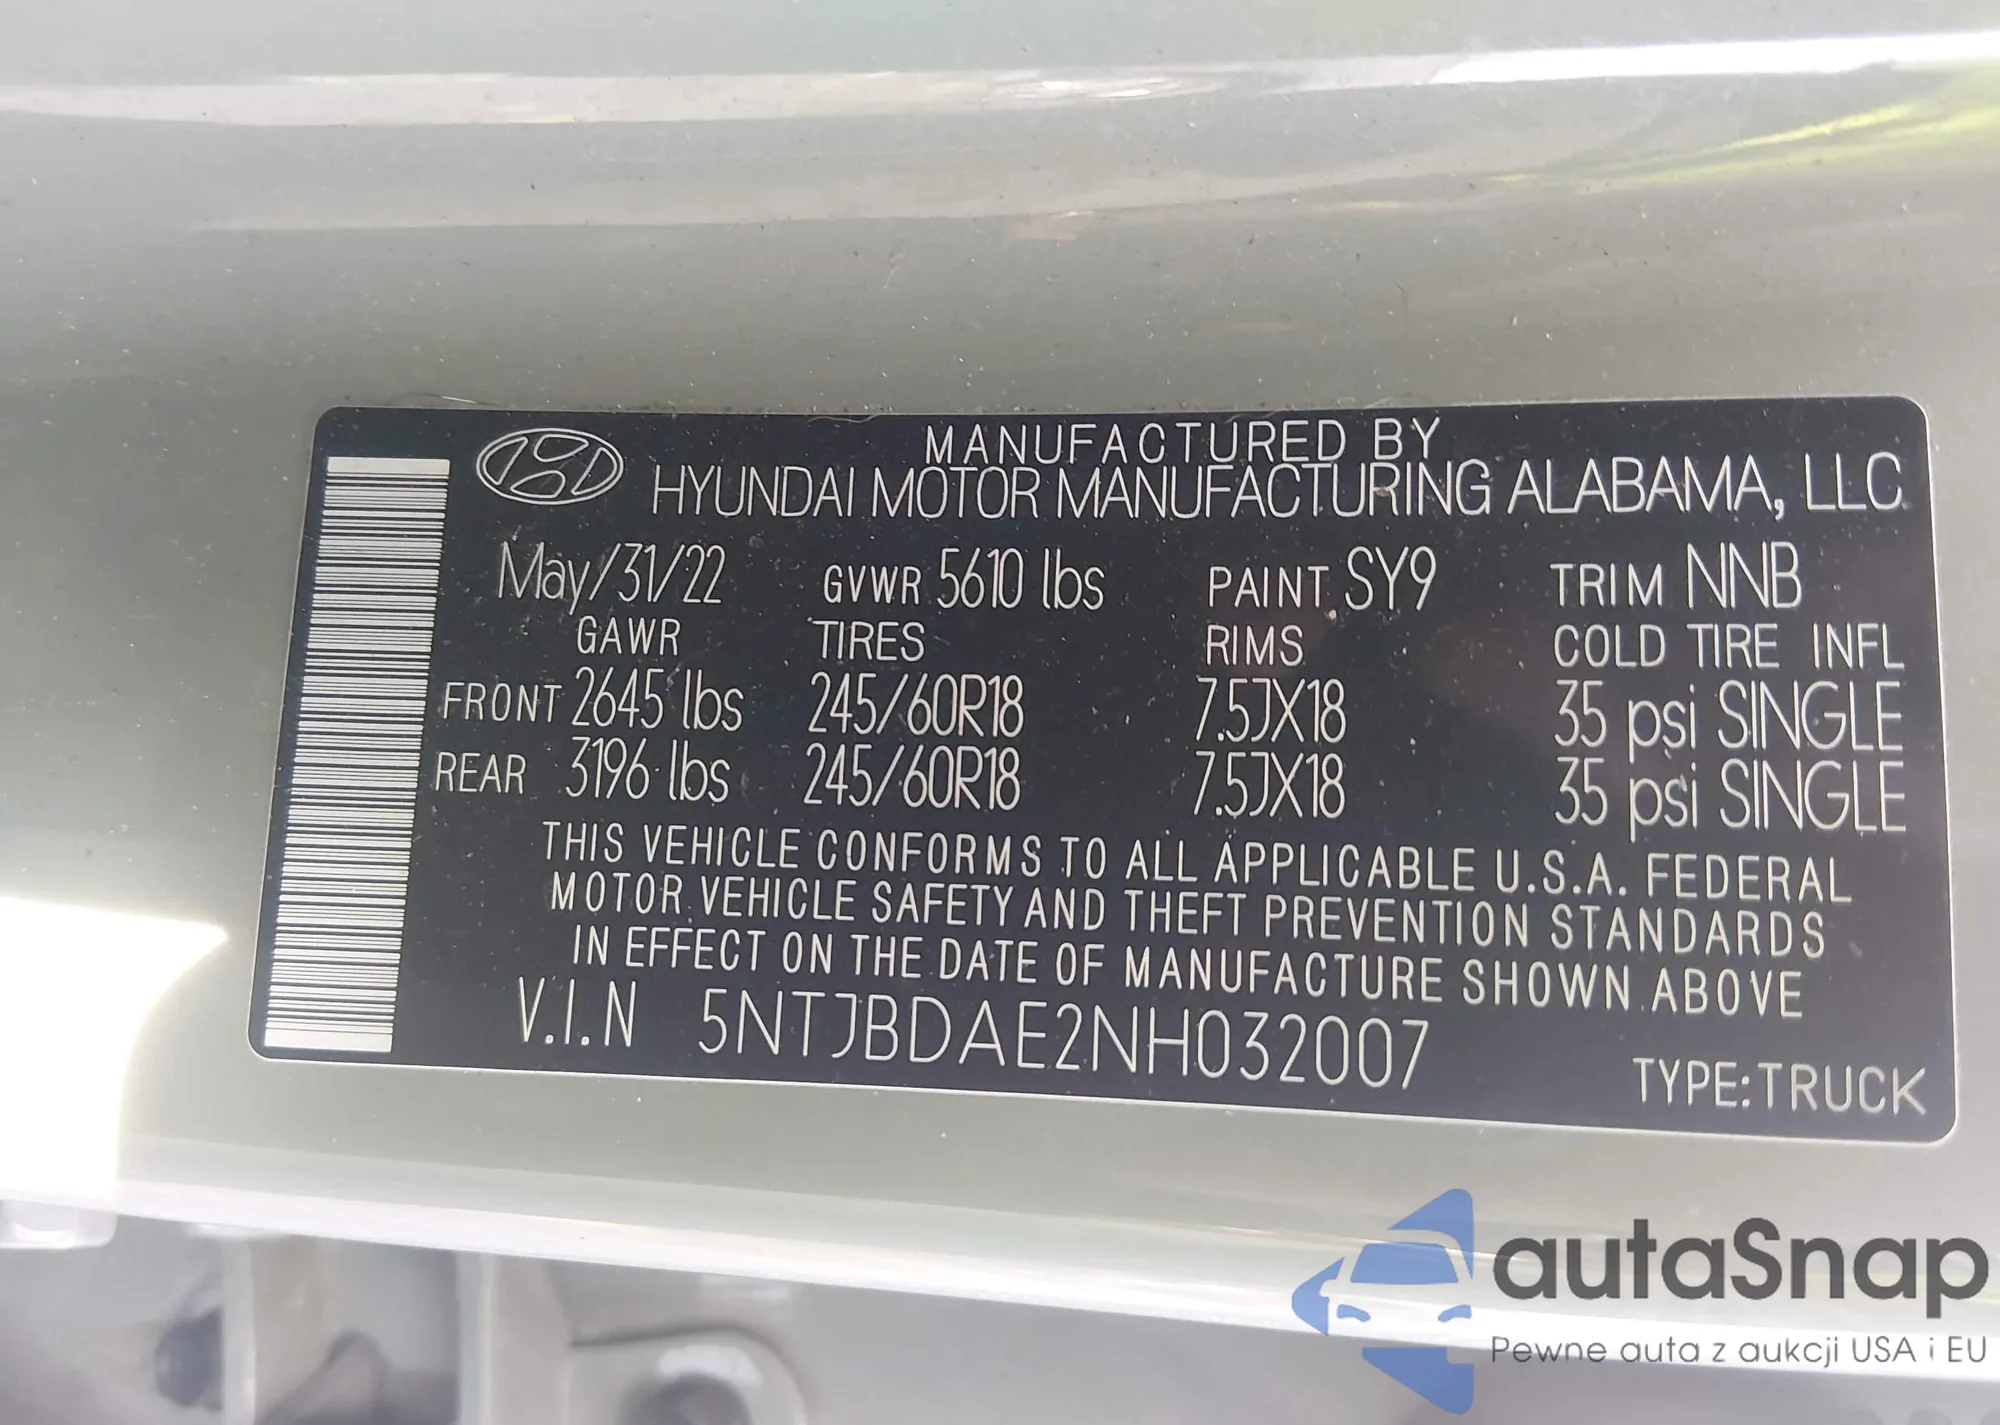 MANUFACTURED BY
HYUNDAI MOTOR MANUFACTURING ALABAMA, LLC
May/31/22 GVWR 5610 lbs PAINT SY9 TRIM NNB
GAWR TIRES RIMS COLD TIRE INFL
FRONT 2645 lbs 245/60R18 7.5JX18 35 psi SINGLE
REAR 3196 lbs 245/60R18 7.5JX18 35 psi SINGLE
THIS VEHICLE CONFORMS TO ALL APPLICABLE U.S.A. FEDERAL
MOTOR VEHICLE SAFETY AND THEFT PREVENTION STANDARDS
IN EFFECT ON THE DATE OF MANUFACTURE SHOWN ABOVE
V.I.N 5NTJBDAE2NH032007
TYPE:TRUCK
autaSnap
Pewne auta z aukcji USA i EU